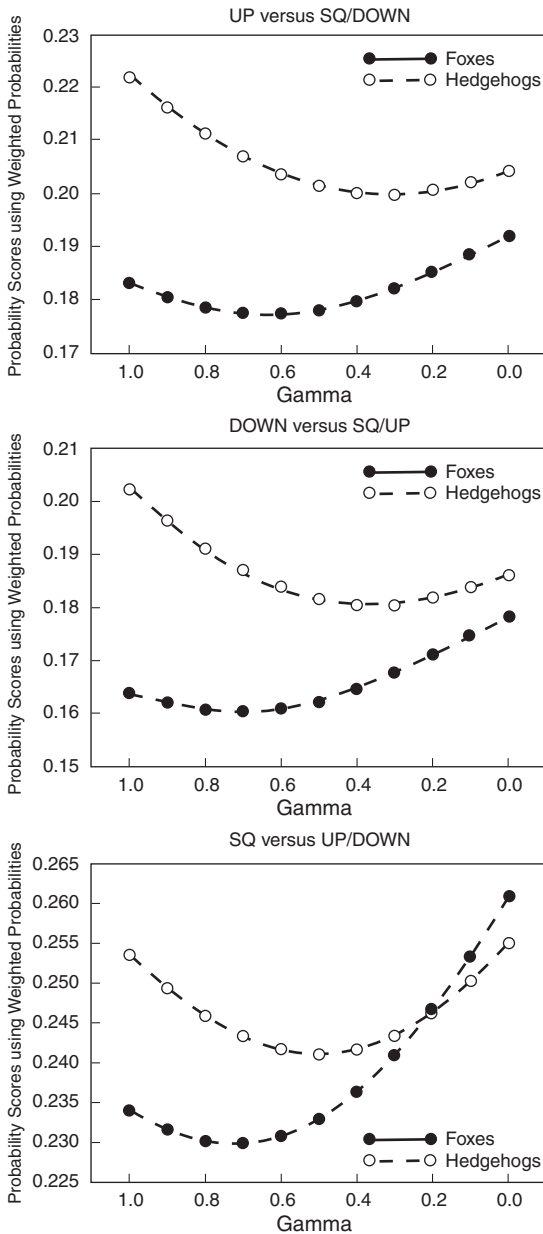 UP versus SQ/DOWN
Probability Scores using Weighted Probabilities
0.23
0.22
0.21
0.20
0.19
0.18
0.17
Foxes
Hedgehogs
1.0 0.8 0.6 0.4 0.2 0.0
Gamma
DOWN versus SQ/UP
Probability Scores using Weighted Probabilities
0.21
0.20
0.19
0.18
0.17
0.16
0.15
Foxes
Hedgehogs
1.0 0.8 0.6 0.4 0.2 0.0
Gamma
SQ versus UP/DOWN
Probability Scores using Weighted Probabilities
0.265
0.260
0.255
0.250
0.245
0.240
0.235
0.230
0.225
Foxes
Hedgehogs
1.0 0.8 0.6 0.4 0.2 0.0
Gamma